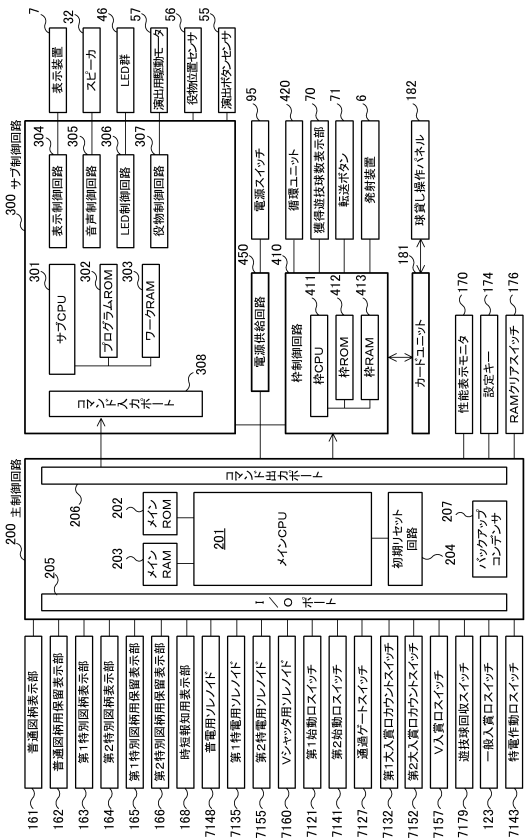 200 主制御回路
205
I/Oポート
206
コマンド出力ポート
203
メイン
RAM
202
メイン
ROM
201
メインCPU
初期リセット
回路
204
207
バックアップ
コンデンサ
161
普通図柄表示部
162
普通図柄用保留表示部
163
第1特別図柄表示部
164
第2特別図柄表示部
165
第1特別図柄用保留表示部
166
第2特別図柄用保留表示部
168
時短報知用表示部
7148
普電用ソレノイド
7135
第1特電用ソレノイド
7155
第2特電用ソレノイド
7160
Vシャッタ用ソレノイド
7121
第1始動口スイッチ
7141
第2始動口スイッチ
7127
通過ゲートスイッチ
7132
第1大入賞口カウントスイッチ
7152
第2大入賞口カウントスイッチ
7157
V入賞口スイッチ
7179
遊技球回収スイッチ
7123
一般入賞口スイッチ
7143
特電作動口スイッチ
300 サブ制御回路
301
サブCPU
302
プログラムROM
303
ワークRAM
308
コマンド入力ポート
304
表示制御回路
305
音声制御回路
306
LED制御回路
307
役物制御回路
7
表示装置
32
スピーカ
46
LED群
57
演出用駆動モータ
56
役物位置センサ
55
演出ボタンセンサ
450
電源供給回路
95
電源スイッチ
410
枠制御回路
411
枠CPU
412
枠ROM
413
枠RAM
420
循環ユニット
70
獲得遊技球数表示部
71
転送ボタン
6
発射装置
181
カードユニット
182
球貸し操作パネル
170
性能表示モニタ
174
設定キー
176
RAMクリアスイッチ